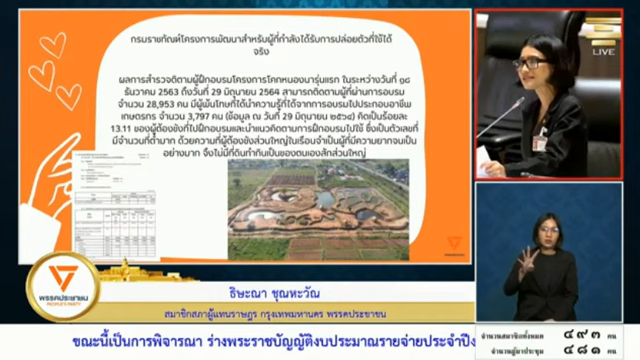 กรมราชทัณฑ์โครงการพัฒนาสำหรับผู้ที่กำลังได้รับการปล่อยตัวที่ใช้ได้
จริง
ผลการสำรวจติดตามผู้ฝึกอบรมโครงการโคกหนองนารุ่นแรก ในระหว่างวันที่ ๑๘
ธันวาคม 2563 ถึงวันที่ 29 มิถุนายน 2564 สามารถติดตามผู้ที่ผ่านการอบรม
จำนวน 28,953 คน มีผู้พ้นโทษที่ได้นำความรู้ที่ได้จากการอบรมไปประกอบอาชีพ
เกษตรกร จำนวน 3,797 คน (ข้อมูล ณ วันที่ 29 มิถุนายน ๒๕๖๔) คิดเป็นร้อยละ
13.11 ของผู้ต้องขังที่ไปฝึกอบรมและนำแนวคิดตามการฝึกอบรมไปใช้ ซึ่งเป็นตัวเลขที่
มีจำนวนที่ต่ำมาก ด้วยความที่ผู้ต้องขังส่วนใหญ่ในเรือนจำเป็นผู้ที่มีความยากจนเป็น
อย่างมาก จึงไม่มีที่ดินทำกินเป็นของตนเองสักส่วนใหญ่
LIVE
พรรคประชาชน
PEOPLE'S PARTY
ธิษะณา ชุณหะวัณ
สมาชิกสภาผู้แทนราษฎร กรุงเทพมหานคร พรรคประชาชน
ขณะนี้เป็นการพิจารณา ร่างพระราชบัญญัติงบประมาณรายจ่ายประจำปีง
จำนวนสมาชิกทั้งหมด ๔๙๓ คน
จำนวนผู้มาประชุม ๔๘๑ คน